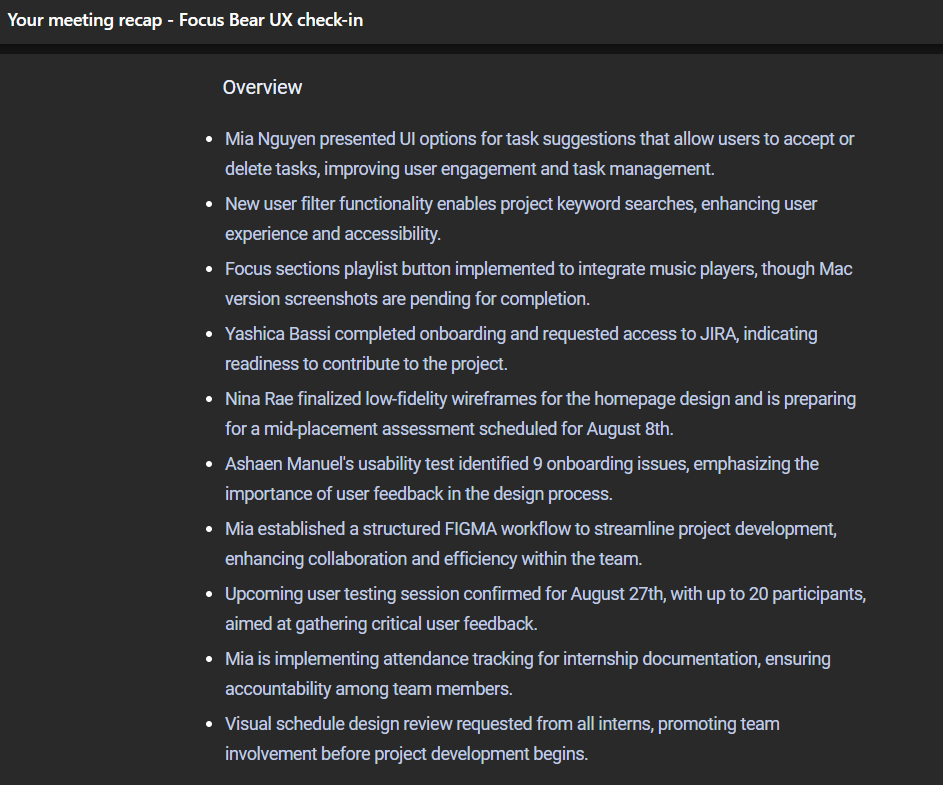 Your meeting recap - Focus Bear UX check-in
Overview
• Mia Nguyen presented UI options for task suggestions that allow users to accept or
delete tasks, improving user engagement and task management.
• New user filter functionality enables project keyword searches, enhancing user
experience and accessibility.
• Focus sections playlist button implemented to integrate music players, though Mac
version screenshots are pending for completion.
• Yashica Bassi completed onboarding and requested access to JIRA, indicating
readiness to contribute to the project.
• Nina Rae finalized low-fidelity wireframes for the homepage design and is preparing
for a mid-placement assessment scheduled for August 8th.
• Ashaen Manuel's usability test identified 9 onboarding issues, emphasizing the
importance of user feedback in the design process.
• Mia established a structured FIGMA workflow to streamline project development,
enhancing collaboration and efficiency within the team.
• Upcoming user testing session confirmed for August 27th, with up to 20 participants,
aimed at gathering critical user feedback.
• Mia is implementing attendance tracking for internship documentation, ensuring
accountability among team members.
• Visual schedule design review requested from all interns, promoting team
involvement before project development begins.